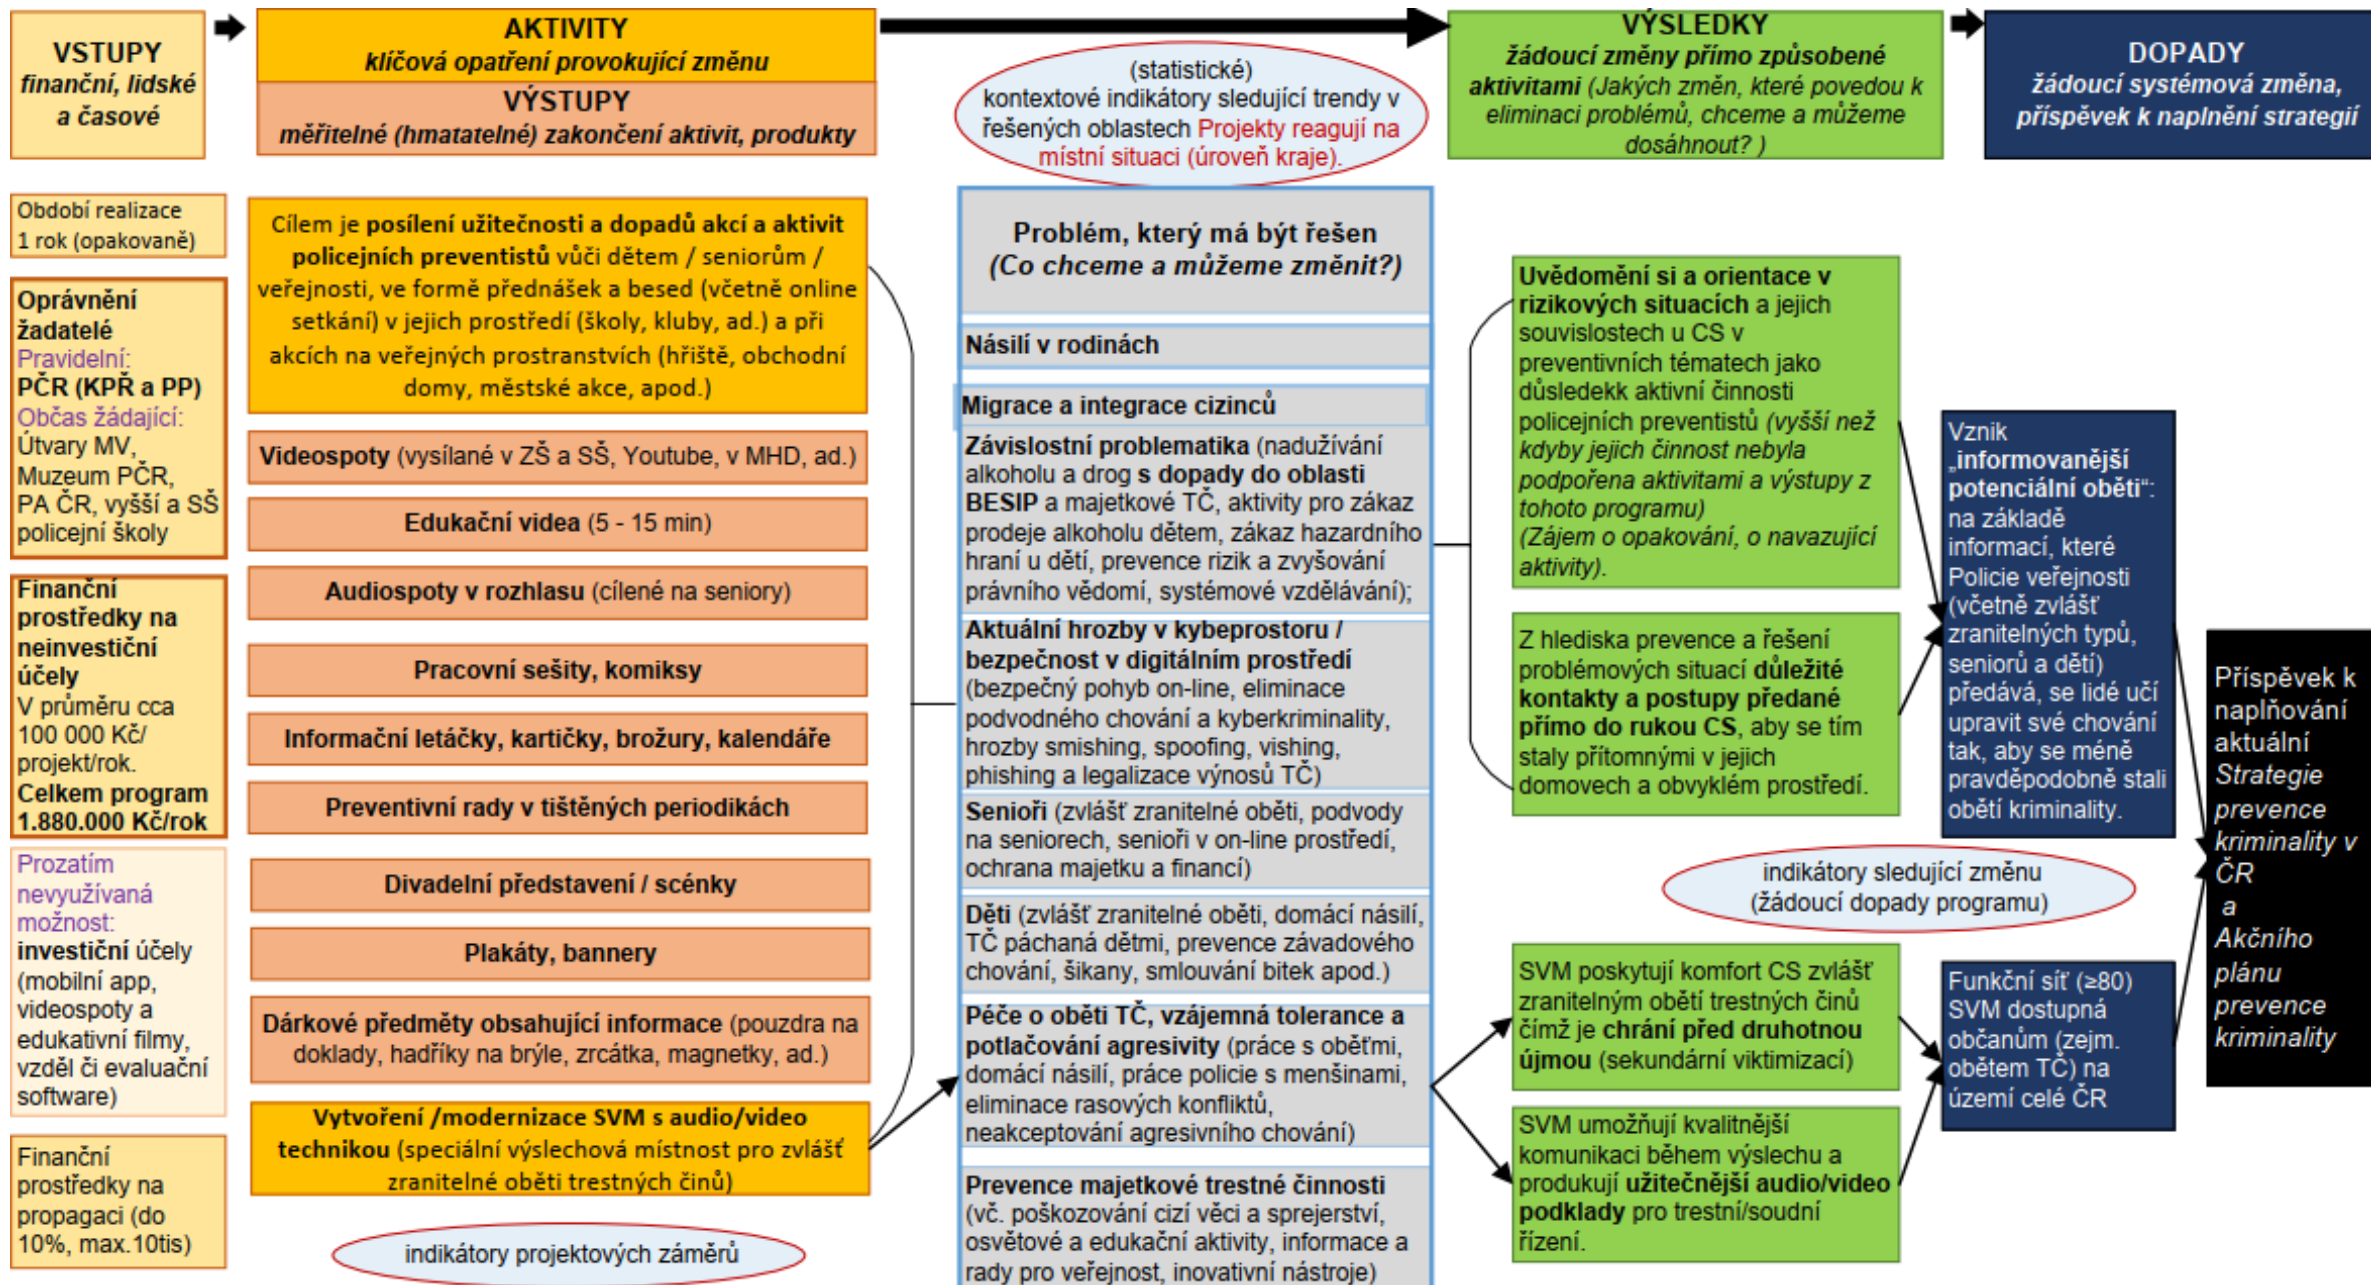 VSTUPY
finanční, lidské
a časové
AKTIVITY
klíčová opatření provokující změnu
VÝSTUPY
měřitelné (hmatatelné) zakončení aktivit, produkty
(statistické)
kontextové indikátory sledující trendy v
řešených oblastech Projekty reagují na
místní situaci (úroveň kraje).
VÝSLEDKY
žádoucí změny přímo způsobené
aktivitami (Jakých změn, které povedou k
eliminaci problémů, chceme a můžeme
dosáhnout? )
DOPADY
žádoucí systémová změna,
příspěvek k naplnění strategií
Období realizace
1 rok (opakovaně)
Oprávnění
žadatelé
Pravidelní:
PČR (KPŘ a PP)
Občas žádající:
Útvary MV,
Muzeum PČR,
PA ČR, vyšší a SŠ
policejní školy
Finanční
prostředky na
neinvestiční
účely
V průměru cca
100 000 Kč/
projekt/rok.
Celkem program
1.880.000 Kč/rok
Prozatím
nevyužívaná
možnost:
investiční účely
(mobilní app,
videospoty a
edukativní filmy,
vzděl či evaluační
software)
Finanční
prostředky na
propagaci (do
10%, max.10tis)
Cílem je posílení užitečnosti a dopadů akcí a aktivit
policejních preventistů vůči dětem / seniorům /
veřejnosti, ve formě přednášek a besed (včetně online
setkání) v jejich prostředí (školy, kluby, ad.) a při
akcích na veřejných prostranstvích (hřiště, obchodní
domy, městské akce, apod.)
Videospoty (vysílané v ZŠ a SŠ, Youtube, v MHD, ad.)
Edukační videa (5 - 15 min)
Audiospoty v rozhlasu (cílené na seniory)
Pracovní sešity, komiksy
Informační letáčky, kartičky, brožury, kalendáře
Preventivní rady v tištěných periodikách
Divadelní představení / scénky
Plakáty, bannery
Dárkové předměty obsahující informace (pouzdra na
doklady, hadříky na brýle, zrcátka, magnetky, ad.)
Vytvoření /modernizace SVM s audio/video
technikou (speciální výslechová místnost pro zvlášť
zranitelné oběti trestných činů)
indikátory projektových záměrů
Problém, který má být řešen
(Co chceme a můžeme změnit?)
Násilí v rodinách
Migrace a integrace cizinců
Závislostní problematika (nadužívání
alkoholu a drog s dopady do oblasti
BESIP a majetkové TČ, aktivity pro zákaz
prodeje alkoholu dětem, zákaz hazardního
hraní u dětí, prevence rizik a zvyšování
právního vědomí, systémové vzdělávání);
Aktuální hrozby v kybeprostoru /
bezpečnost v digitálním prostředí
(bezpečný pohyb on-line, eliminace
podvodného chování a kyberkriminality,
hrozby smishing, spoofing, vishing,
phishing a legalizace výnosů TČ)
Senioři (zvlášť zranitelné oběti, podvody
na seniorech, senioři v on-line prostředí,
ochrana majetku a financí)
Děti (zvlášť zranitelné oběti, domácí násilí,
TČ páchaná dětmi, prevence závadového
chování, šikany, smlouvání bitek apod.)
Péče o oběti TČ, vzájemná tolerance a
potlačování agresivity (práce s oběťmi,
domácí násilí, práce policie s menšinami,
eliminace rasových konfliktů,
neakceptování agresivního chování)
Prevence majetkové trestné činnosti
(vč. poškozování cizí věci a sprejerství,
osvětové a edukační aktivity, informace a
rady pro veřejnost, inovativní nástroje)
Uvědomění si a orientace v
rizikových situacích a jejich
souvislostech u CS v
preventivních tématech jako
důsledekk aktivní činnosti
policejních preventistů (vyšší než
kdyby jejich činnost nebyla
podpořena aktivitami a výstupy z
tohoto programu)
(Zájem o opakování, o navazující
aktivity).
Z hlediska prevence a řešení
problémových situací důležité
kontakty a postupy předané
přímo do rukou CS, aby se tím
staly přítomnými v jejich
domovech a obvyklém prostředí.
indikátory sledující změnu
(žádoucí dopady programu)
SVM poskytují komfort CS zvlášť
zranitelným obětí trestných činů
čímž je chrání před druhotnou
újmou (sekundární viktimizací)
SVM umožňují kvalitnější
komunikaci během výslechu a
produkují užitečnější audio/video
podklady pro trestní/soudní
řízení.
Vznik
„informovanější
potenciální oběti“:
na základě
informací, které
Policie veřejnosti
(včetně zvlášť
zranitelných typů,
seniorů a dětí)
předává, se lidé učí
upravit své chování
tak, aby se méně
pravděpodobně stali
obětí kriminality.
Funkční síť (≥80)
SVM dostupná
občanům (zejm.
obětem TČ) na
území celé ČR
Příspěvek k
naplňování
aktuální
Strategie
prevence
kriminality v
ČR
a
Akčního
plánu
prevence
kriminality